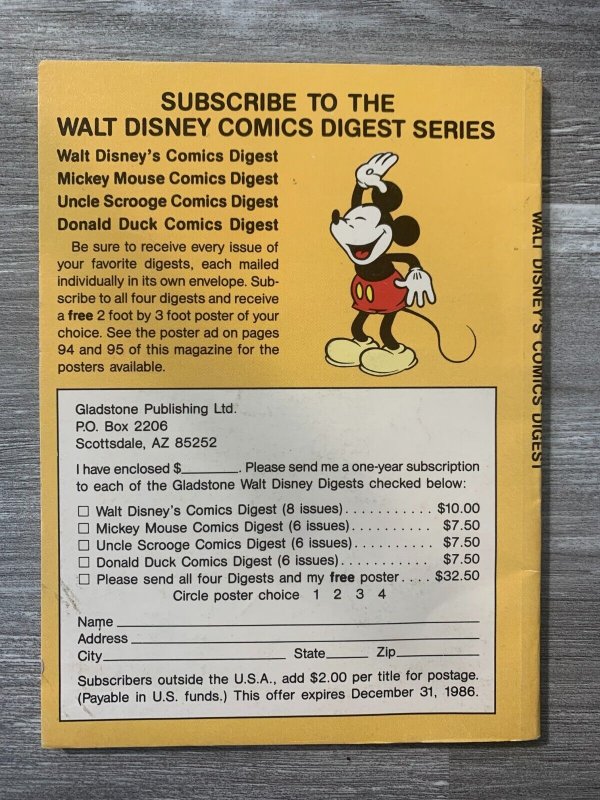 SUBSCRIBE TO THE
WALT DISNEY COMICS DIGEST SERIES
Walt Disney's Comics Digest
Mickey Mouse Comics Digest
Uncle Scrooge Comics Digest
Donald Duck Comics Digest
Be sure to receive every issue of
your favorite digests, each mailed
individually in its own envelope. Sub-
scribe to all four digests and receive
a free 2 foot by 3 foot poster of your
choice. See the poster ad on pages
94 and 95 of this magazine for the
posters available.
Gladstone Publishing Ltd.
P.O. Box 2206
Scottsdale, AZ 85252
I have enclosed $________. Please send me a one-year subscription
to each of the Gladstone Walt Disney Digests checked below:
☐ Walt Disney's Comics Digest (8 issues)........... $10.00
☐ Mickey Mouse Comics Digest (6 issues).......... $7.50
☐ Uncle Scrooge Comics Digest (6 issues).......... $7.50
☐ Donald Duck Comics Digest (6 issues)........... $7.50
☐ Please send all four Digests and my free poster.... $32.50
Circle poster choice 1 2 3 4
Name
Address
City State Zip
Subscribers outside the U.S.A., add $2.00 per title for postage.
(Payable in U.S. funds.) This offer expires December 31, 1986.
WALT DISNEY'S COMICS DIGEST